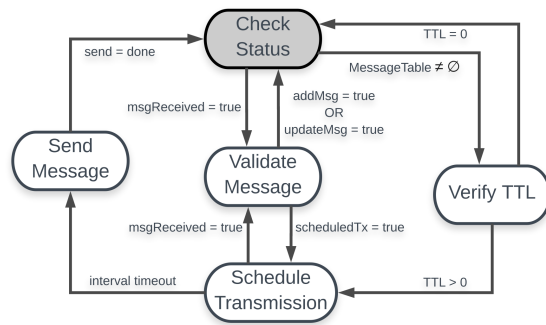 Check
Status
TTL = 0
send = done
MessageTable ≠ ∅
addMsg = true
OR
updateMsg = true
msgReceived = true
Send
Message
Validate
Message
Verify TTL
msgReceived = true
scheduledTx = true
interval timeout
Schedule
Transmission
TTL > 0